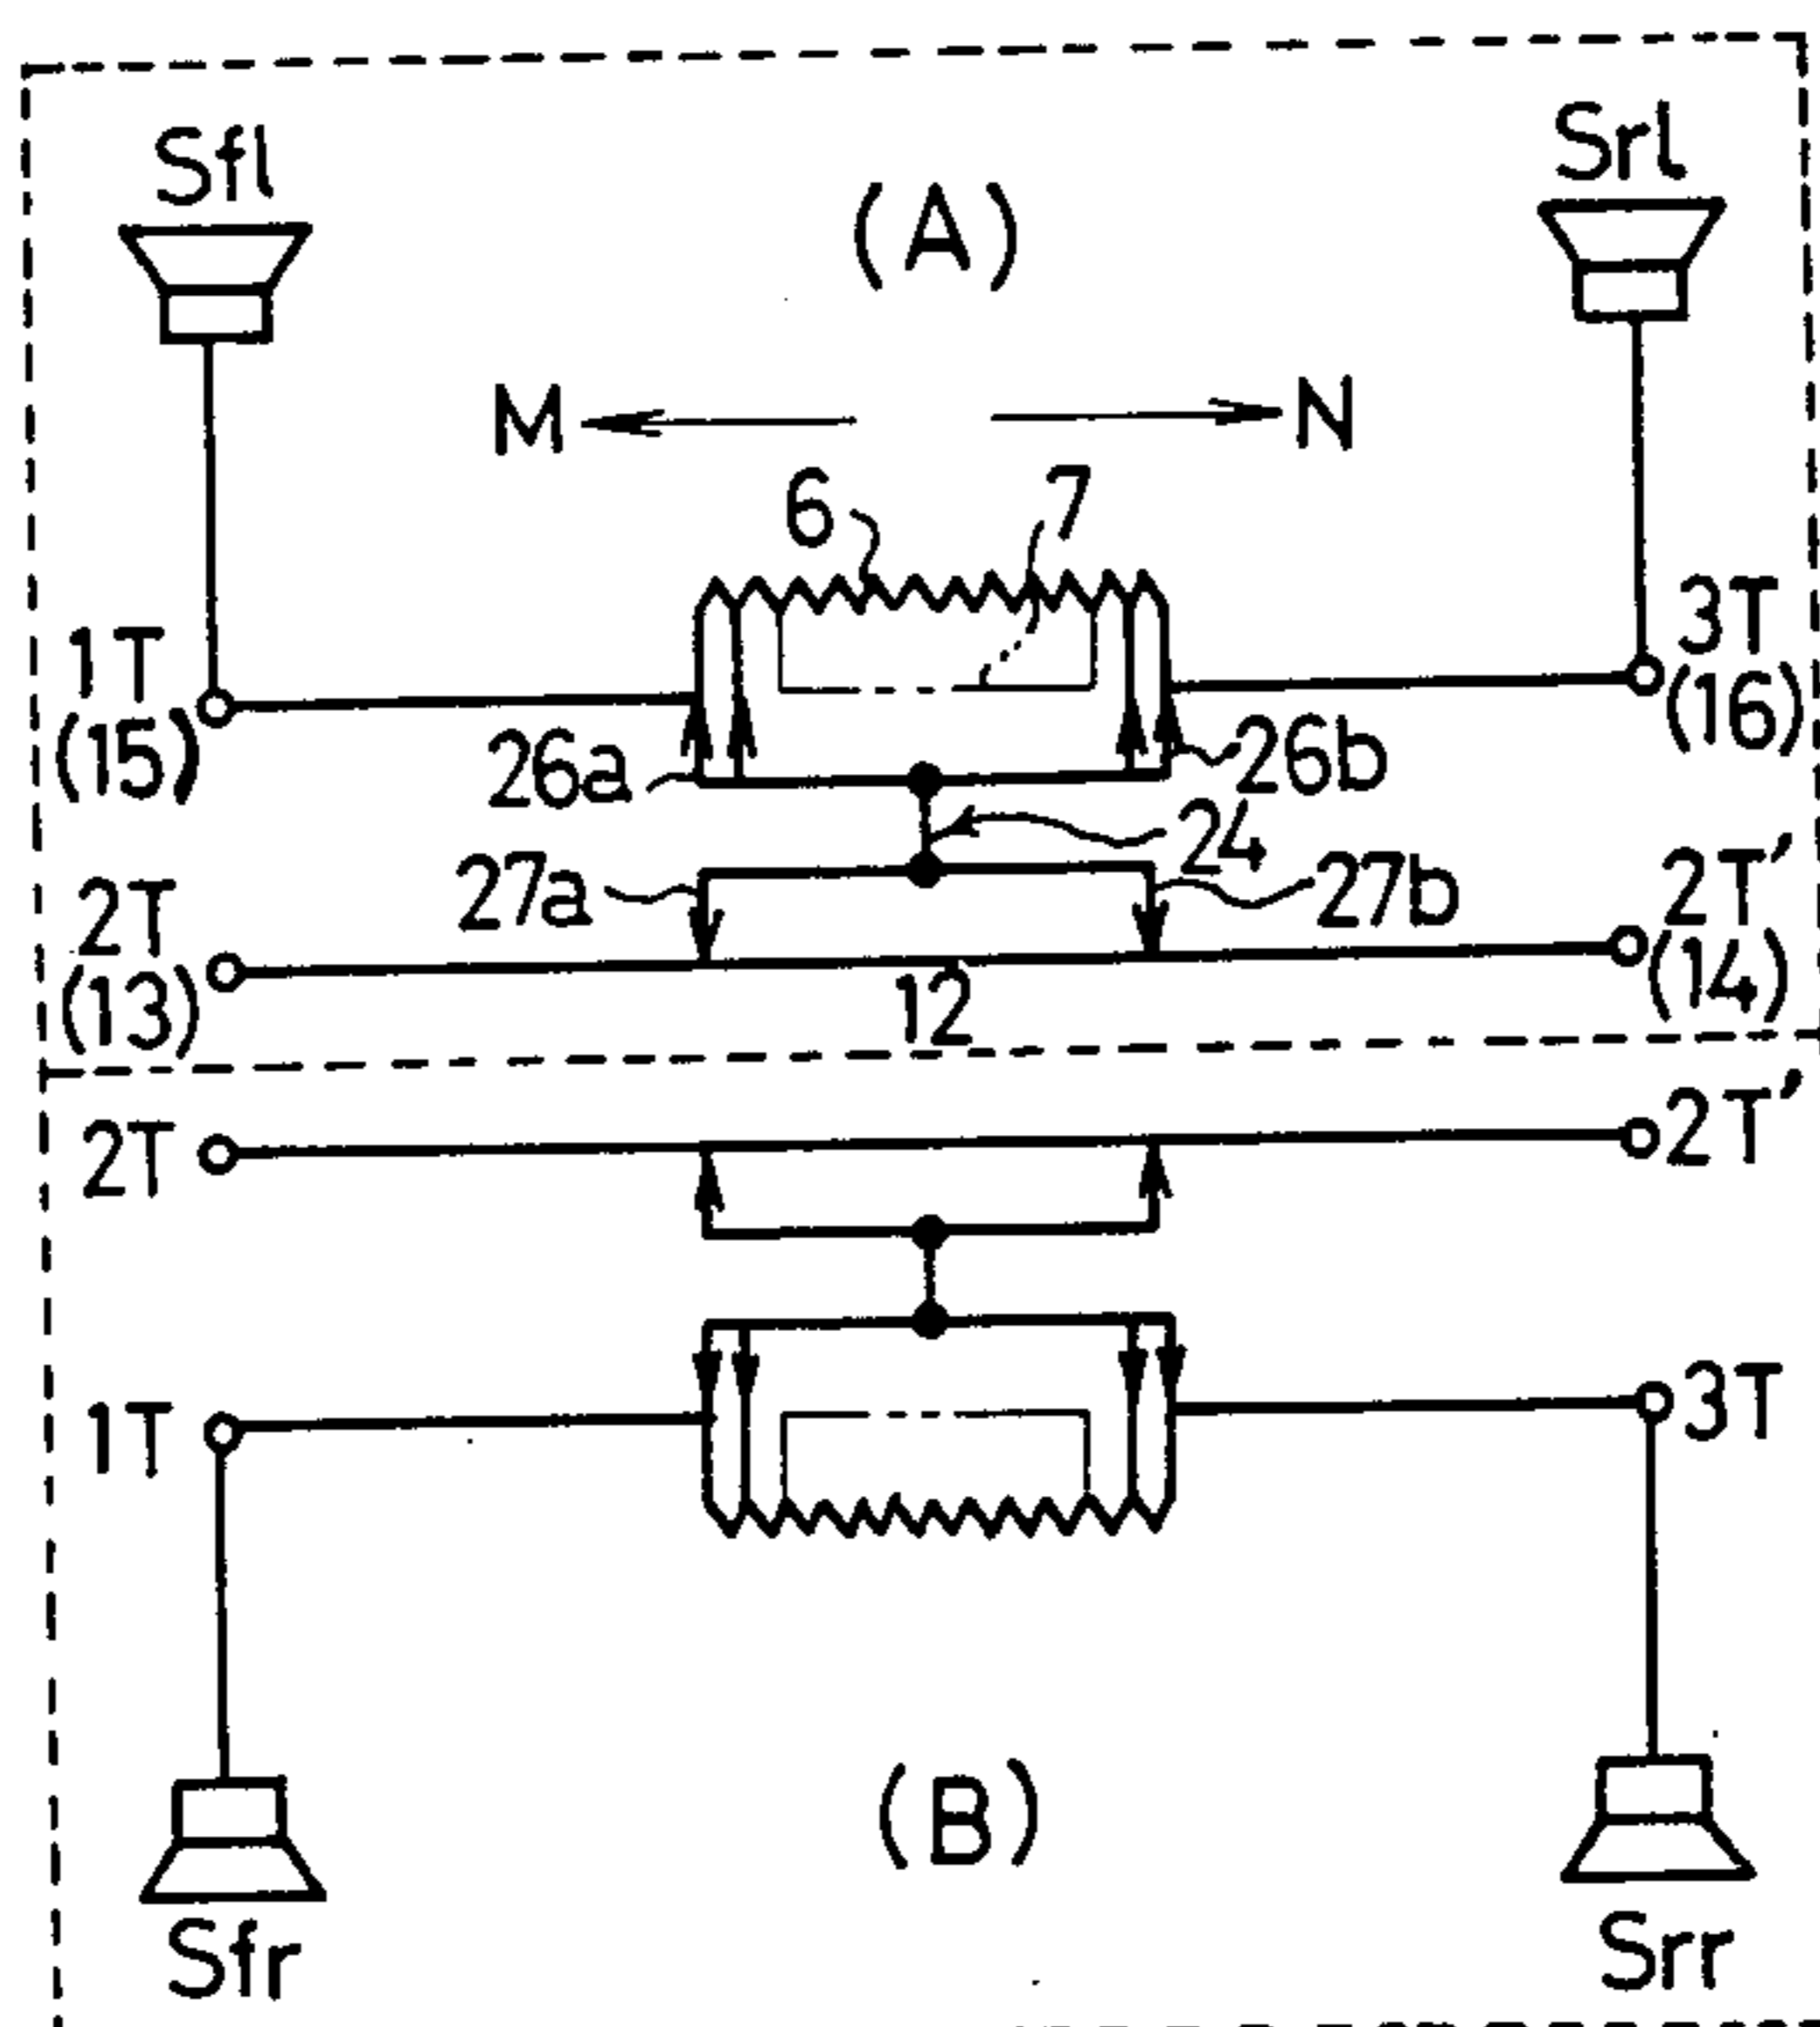 Sfl
Srl
(A)
M
N
6
7
1T
(15)
3T
(16)
26a
26b
24
27a
27b
2T
(13)
2T′
(14)
12
2T
2T′
1T
3T
(B)
Sfr
Srr